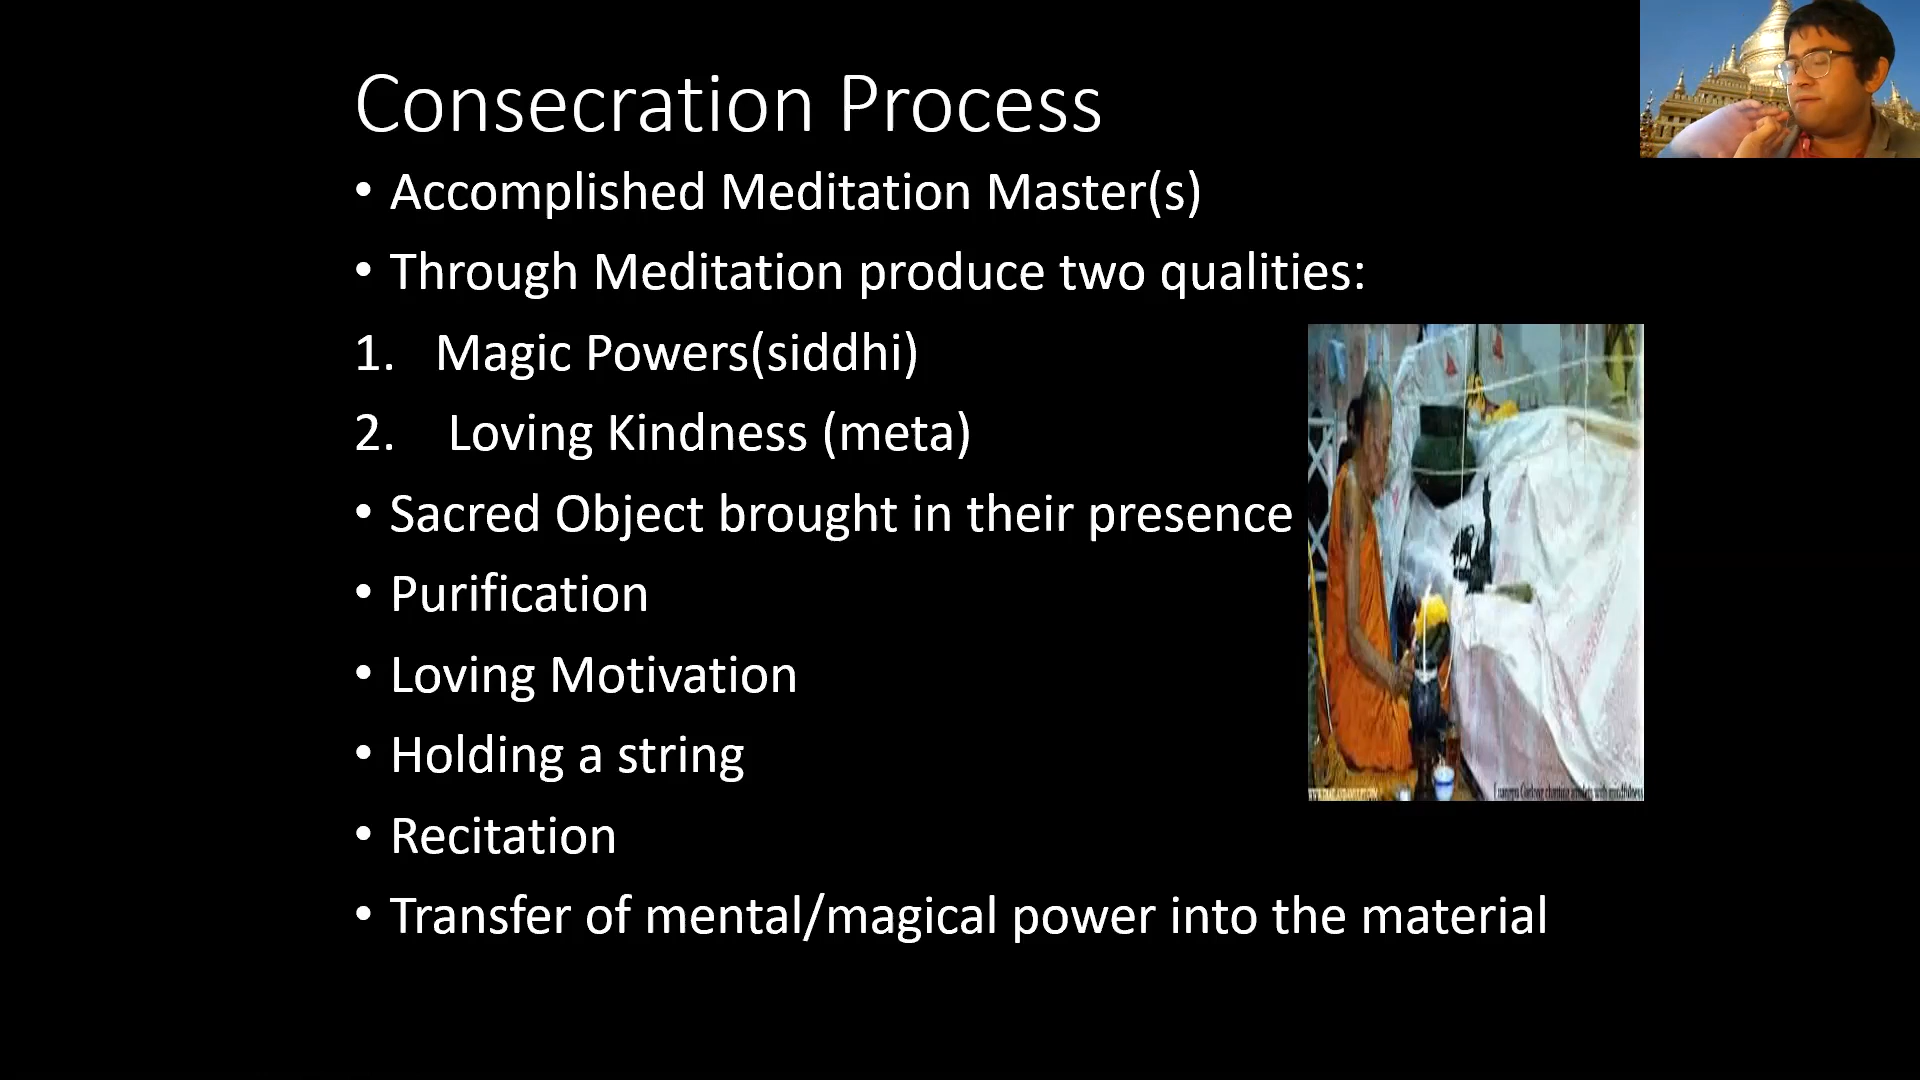 Consecration Process
• Accomplished Meditation Master(s)
• Through Meditation produce two qualities:
1. Magic Powers(siddhi)
2. Loving Kindness (meta)
• Sacred Object brought in their presence
• Purification
• Loving Motivation
• Holding a string
• Recitation
• Transfer of mental/magical power into the material